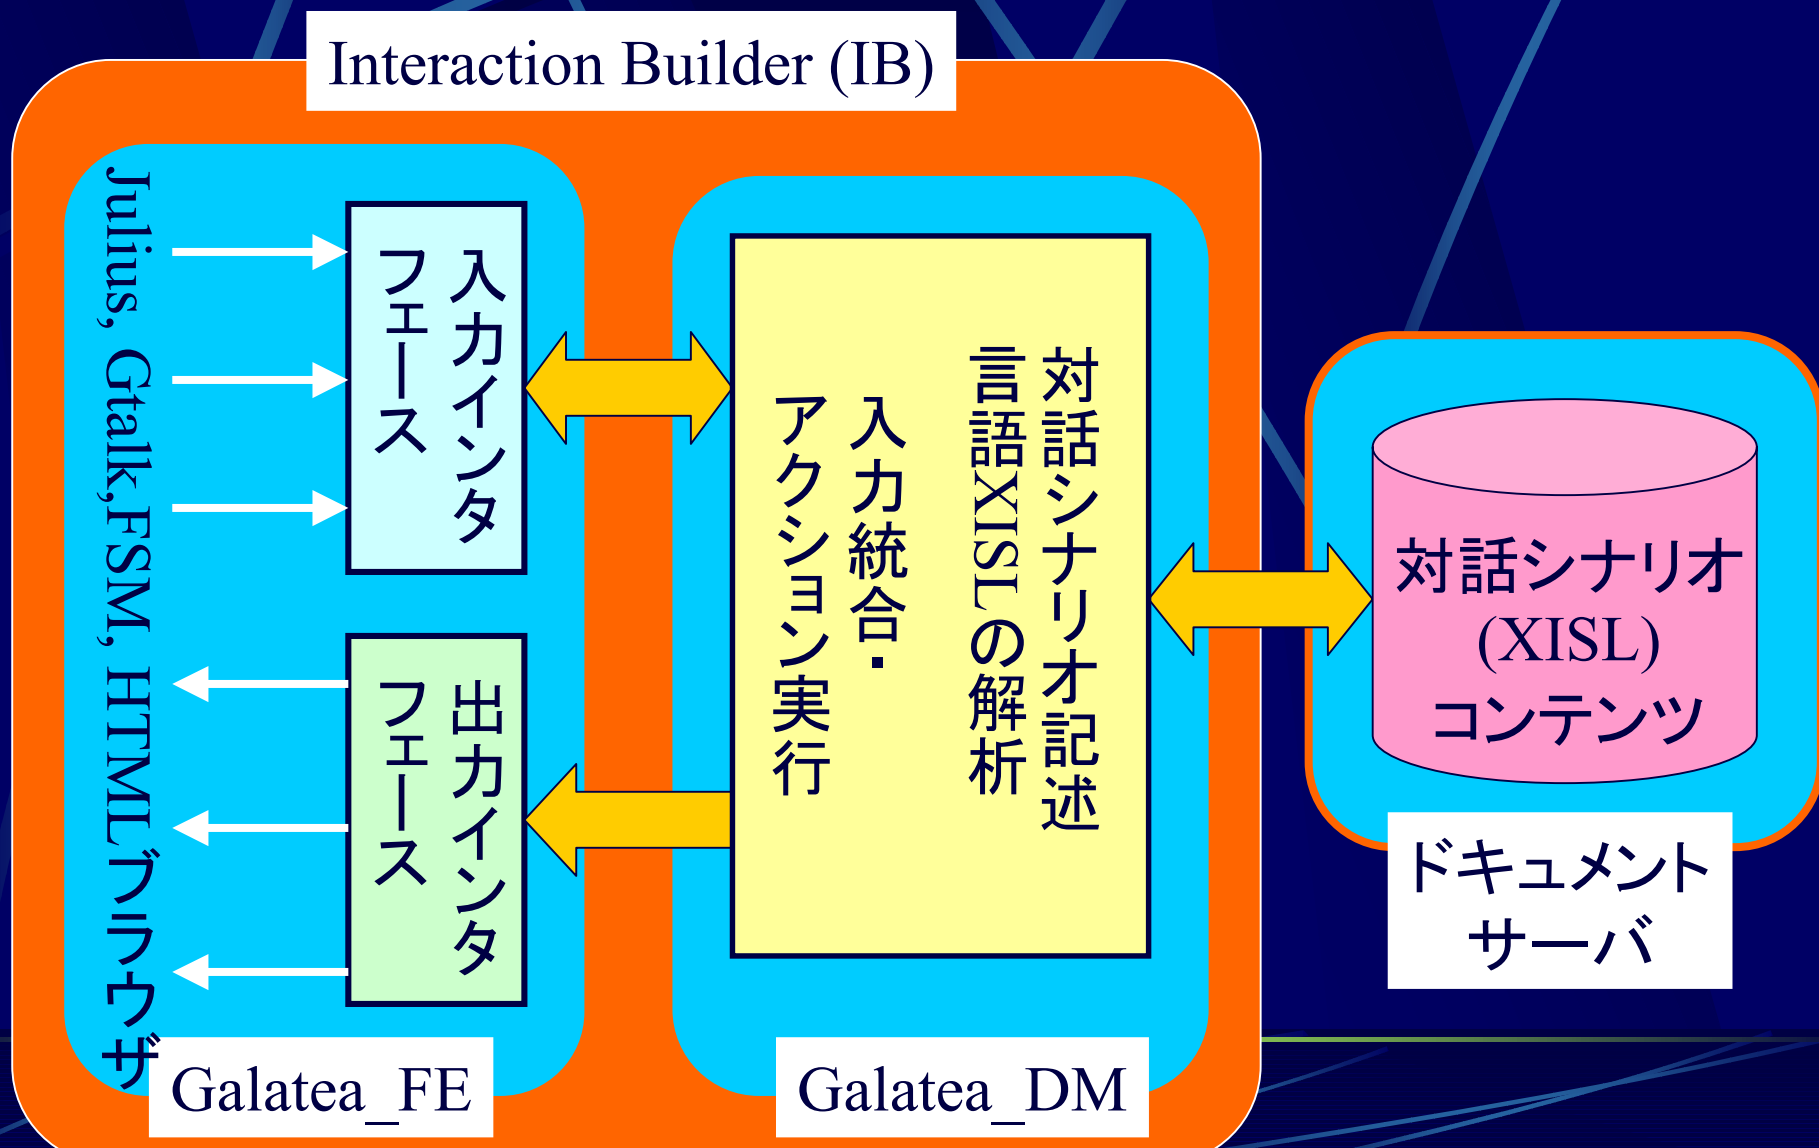 Interaction Builder (IB)
Julius, Gtalk,FSM, HTMLブラウザ
入力インタ
フェース
出力インタ
フェース
対話シナリオ記述
言語XISLの解析
入力統合・
アクション実行
対話シナリオ
(XISL)
コンテンツ
ドキュメント
サーバ
Galatea_FE
Galatea_DM